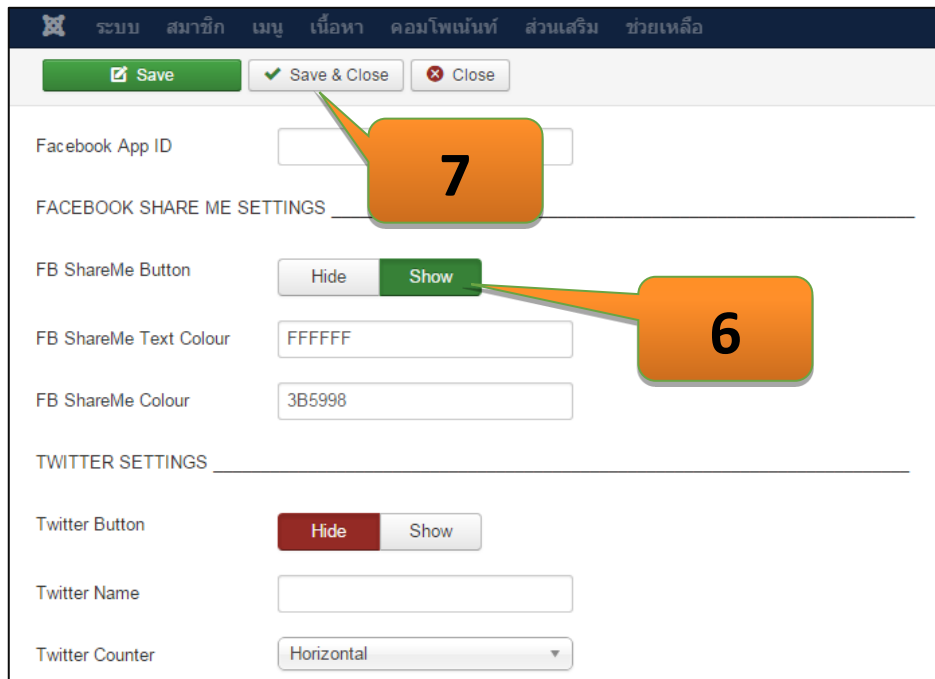 ระบบ สมาชิก เมนู เนื้อหา คอมโพเน้นท์ ส่วนเสริม ช่วยเหลือ
Save Save & Close Close
Facebook App ID
7
FACEBOOK SHARE ME SETTINGS
FB ShareMe Button Hide Show
6
FB ShareMe Text Colour FFFFFF
FB ShareMe Colour 3B5998
TWITTER SETTINGS
Twitter Button Hide Show
Twitter Name
Twitter Counter Horizontal